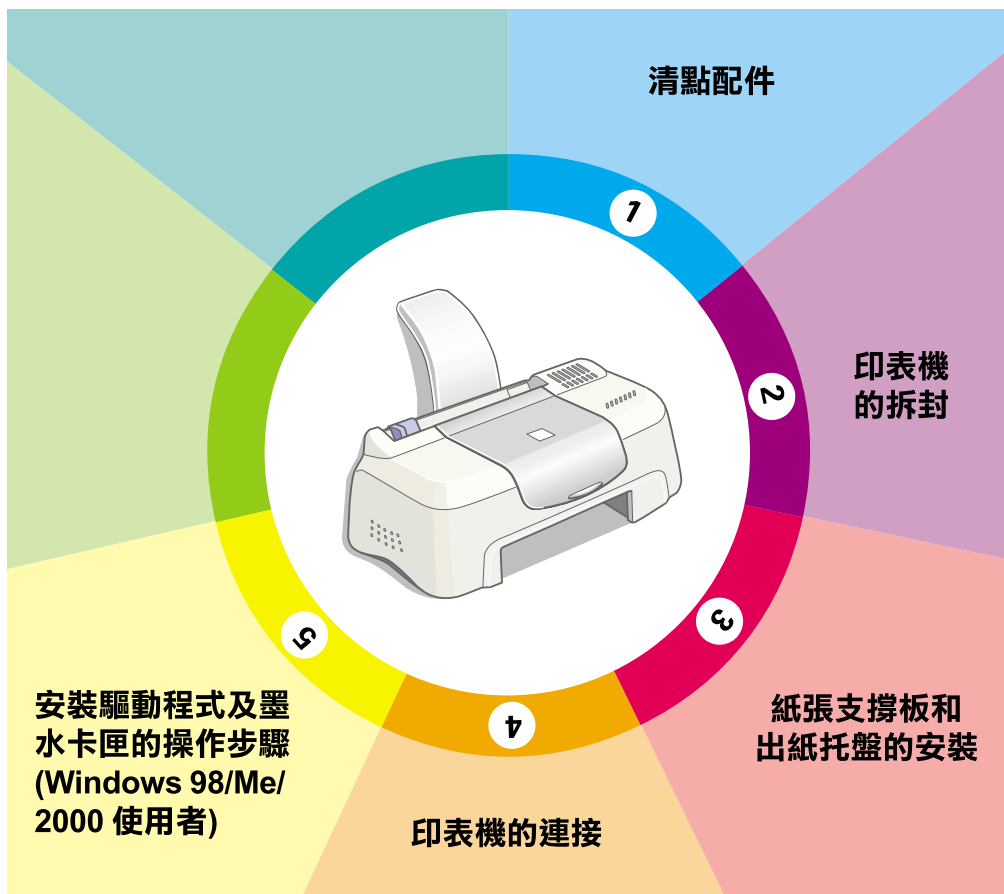 清點配件
1
2
印表機
的拆封
3
紙張支撐板和
出紙托盤的安裝
4
印表機的連接
5
安裝驅動程式及墨
水卡匣的操作步驟
(Windows 98/Me/
2000 使用者)